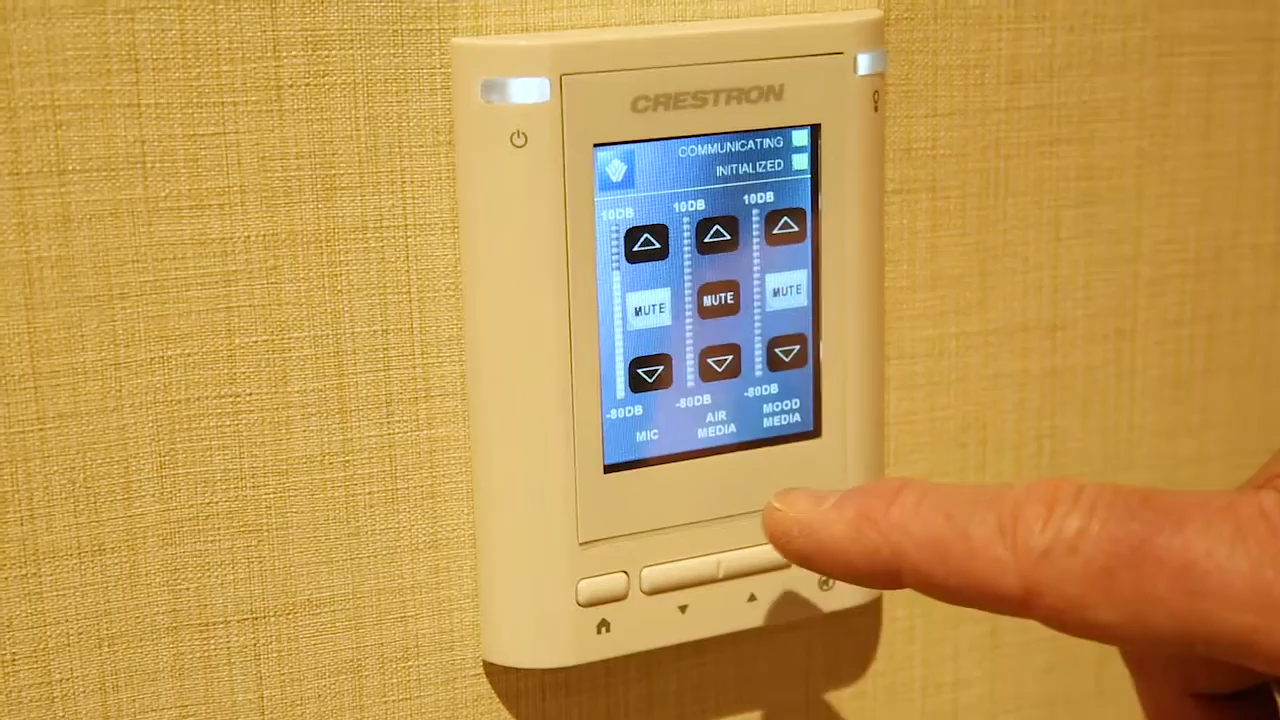 CRESTRON
COMMUNICATING
INITIALIZED
10DB 10DB 10DB
MUTE MUTE MUTE
-80DB -80DB -80DB
MIC AIR MEDIA MOOD MEDIA